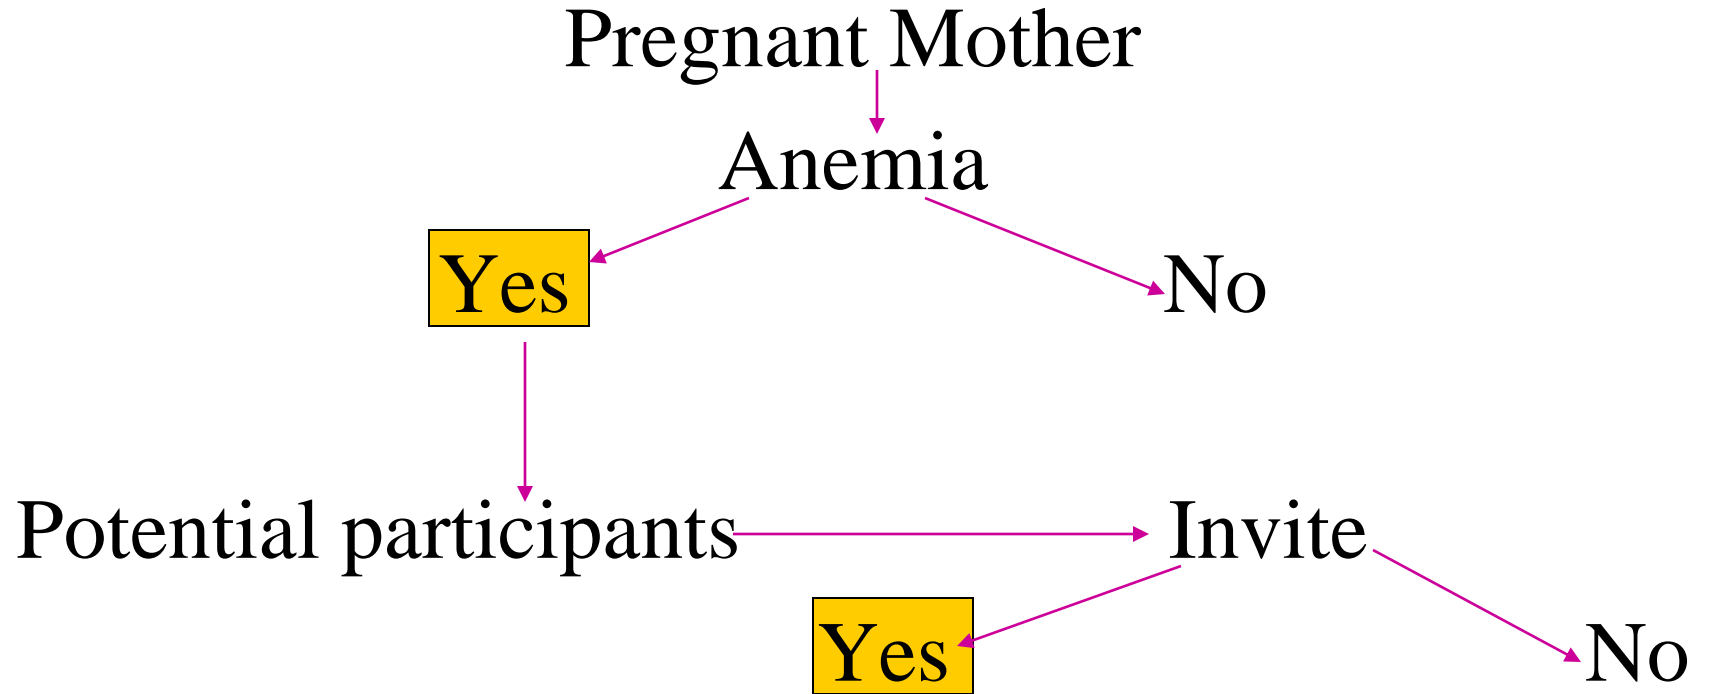 Pregnant Mother
Anemia
Yes
No
Potential participants
Invite
Yes
No